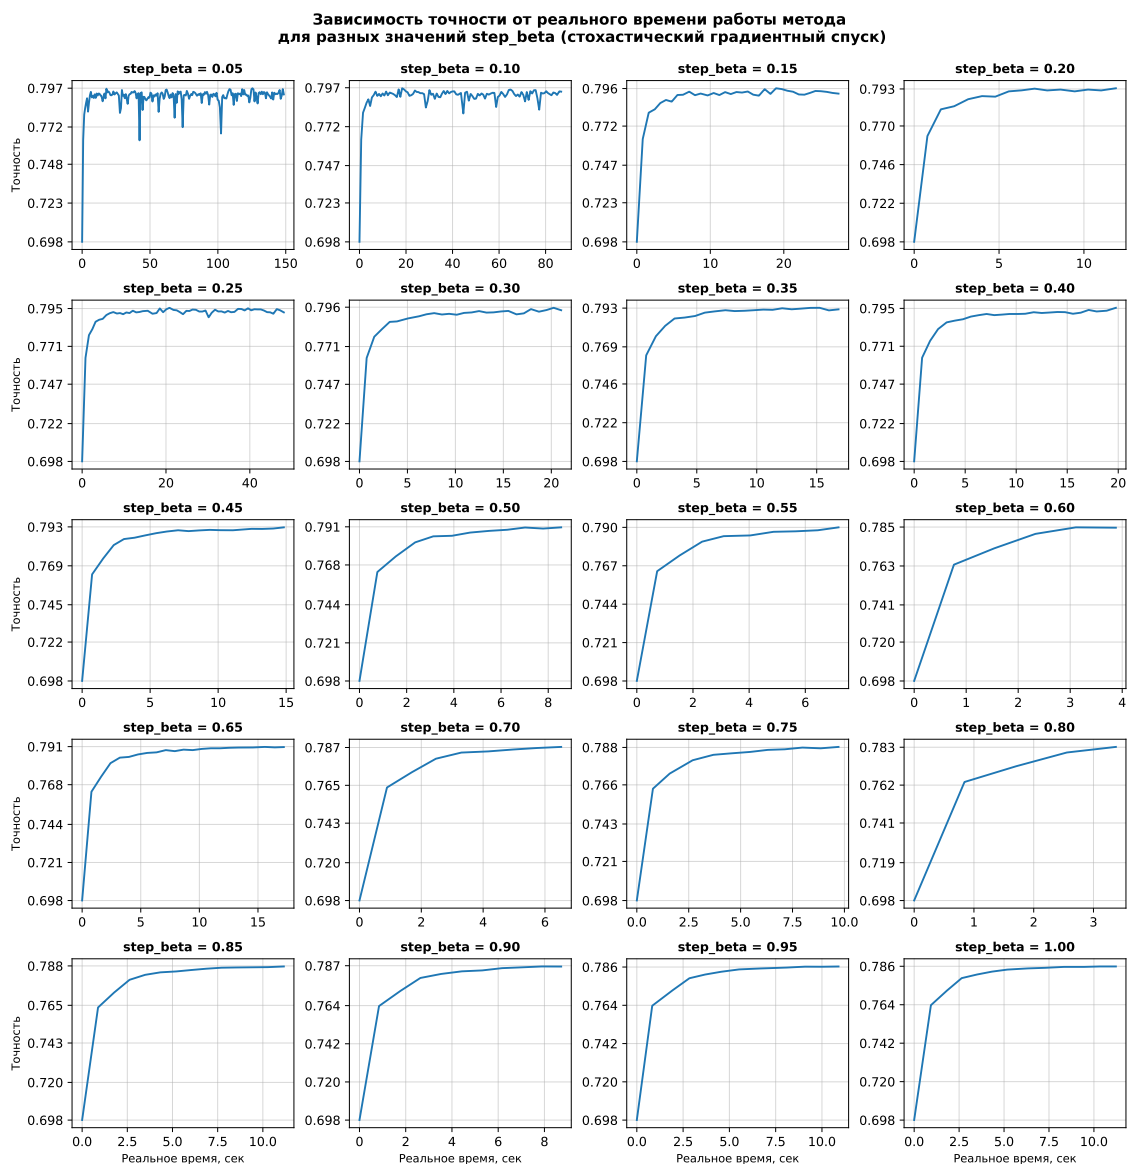 Зависимость точности от реального времени работы метода
для разных значений step_beta (стохастический градиентный спуск)
step_beta = 0.05 step_beta = 0.10 step_beta = 0.15 step_beta = 0.20
0.797 0.797 0.796 0.793
0.772 0.772 0.772 0.770
0.748 0.747 0.747 0.746
0.723 0.723 0.723 0.722
0.698 0.698 0.698 0.698
Точность
0 50 100 150 0 20 40 60 80 0 10 20 0 5 10
step_beta = 0.25 step_beta = 0.30 step_beta = 0.35 step_beta = 0.40
0.795 0.796 0.793 0.795
0.771 0.771 0.769 0.771
0.747 0.747 0.746 0.747
0.722 0.722 0.722 0.722
0.698 0.698 0.698 0.698
Точность
0 20 40 0 5 10 15 20 0 5 10 15 0 5 10 15 20
step_beta = 0.45 step_beta = 0.50 step_beta = 0.55 step_beta = 0.60
0.793 0.791 0.790 0.785
0.769 0.768 0.767 0.763
0.745 0.744 0.744 0.741
0.722 0.721 0.721 0.720
0.698 0.698 0.698 0.698
Точность
0 5 10 15 0 2 4 6 8 0 2 4 6 0 1 2 3 4
step_beta = 0.65 step_beta = 0.70 step_beta = 0.75 step_beta = 0.80
0.791 0.787 0.788 0.783
0.768 0.765 0.766 0.762
0.744 0.743 0.743 0.741
0.721 0.720 0.721 0.719
0.698 0.698 0.698 0.698
Точность
0 5 10 15 0 2 4 6 0.0 2.5 5.0 7.5 10.0 0 1 2 3
step_beta = 0.85 step_beta = 0.90 step_beta = 0.95 step_beta = 1.00
0.788 0.787 0.786 0.786
0.765 0.764 0.764 0.764
0.743 0.742 0.742 0.742
0.720 0.720 0.720 0.720
0.698 0.698 0.698 0.698
Точность
0.0 2.5 5.0 7.5 10.0 0 2 4 6 8 0.0 2.5 5.0 7.5 10.0 0.0 2.5 5.0 7.5 10.0
Реальное время, сек Реальное время, сек Реальное время, сек Реальное время, сек